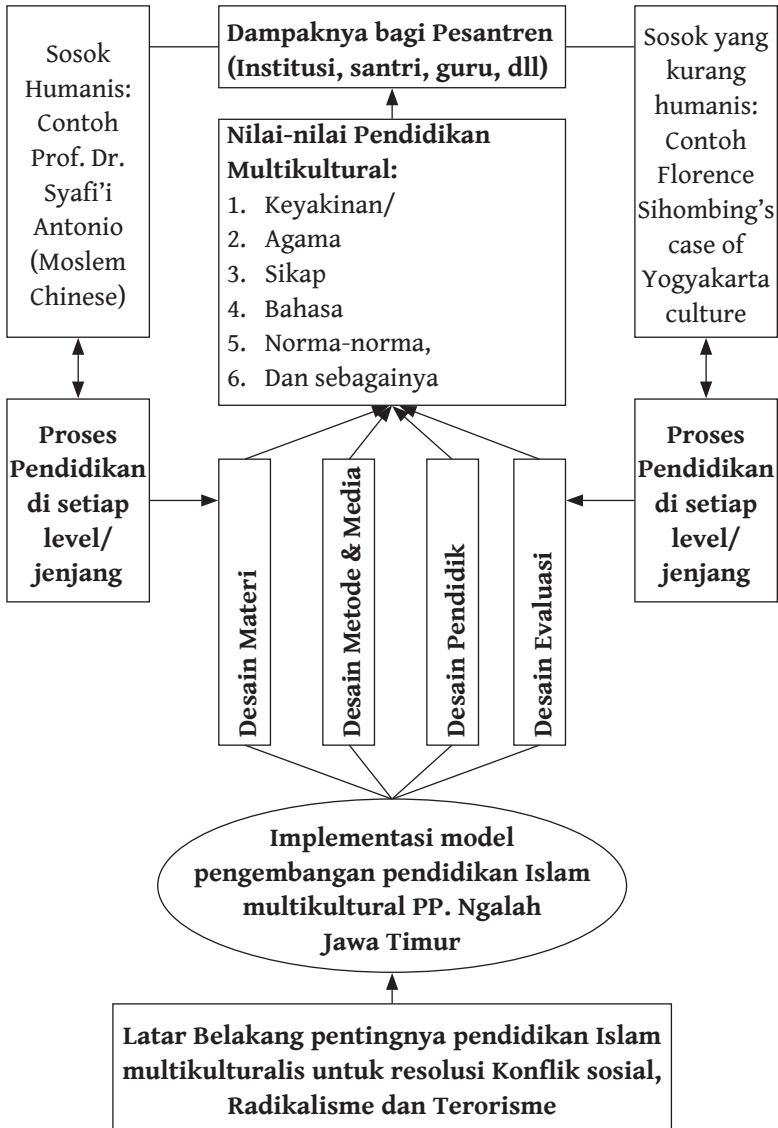 Sosok
Humanis:
Contoh
Prof. Dr.
Syafi’i
Antonio
(Moslem
Chinese)
Dampaknya bagi Pesantren
(Institusi, santri, guru, dll)
Sosok yang
kurang
humanis:
Contoh
Florence
Sihombing’s
case of
Yogyakarta
culture
Nilai-nilai Pendidikan
Multikultural:
1. Keyakinan/
2. Agama
3. Sikap
4. Bahasa
5. Norma-norma,
6. Dan sebagainya
Proses
Pendidikan
di setiap
level/
jenjang
Desain Materi
Desain Metode & Media
Desain Pendidik
Desain Evaluasi
Proses
Pendidikan
di setiap
level/
jenjang
Implementasi model
pengembangan pendidikan Islam
multikultural PP. Ngalah
Jawa Timur
Latar Belakang pentingnya pendidikan Islam
multikulturalis untuk resolusi Konflik sosial,
Radikalisme dan Terorisme